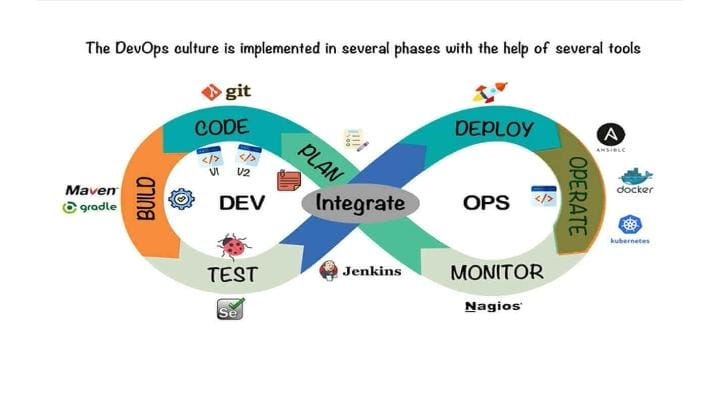 The DevOps culture is implemented in several phases with the help of several tools
git
CODE
DEPLOY
PLAN
</>
</>
V1
V2
ANSIBLE
Maven
gradle
BUILD
DEV
Integrate
OPS
</>
OPERATE
docker
kubernetes
TEST
Jenkins
MONITOR
Se
Nagios